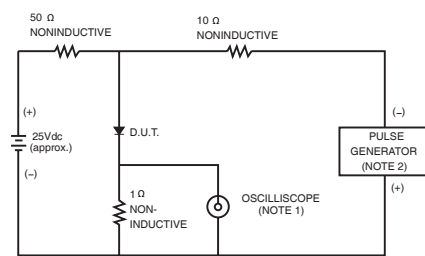 50 Ω
NONINDUCTIVE
10 Ω
NONINDUCTIVE
(+)
25Vdc
(approx.)
(−)
D.U.T.
1 Ω
NON-
INDUCTIVE
OSCILLISCOPE
(NOTE 1)
(−)
PULSE
GENERATOR
(NOTE 2)
(+)